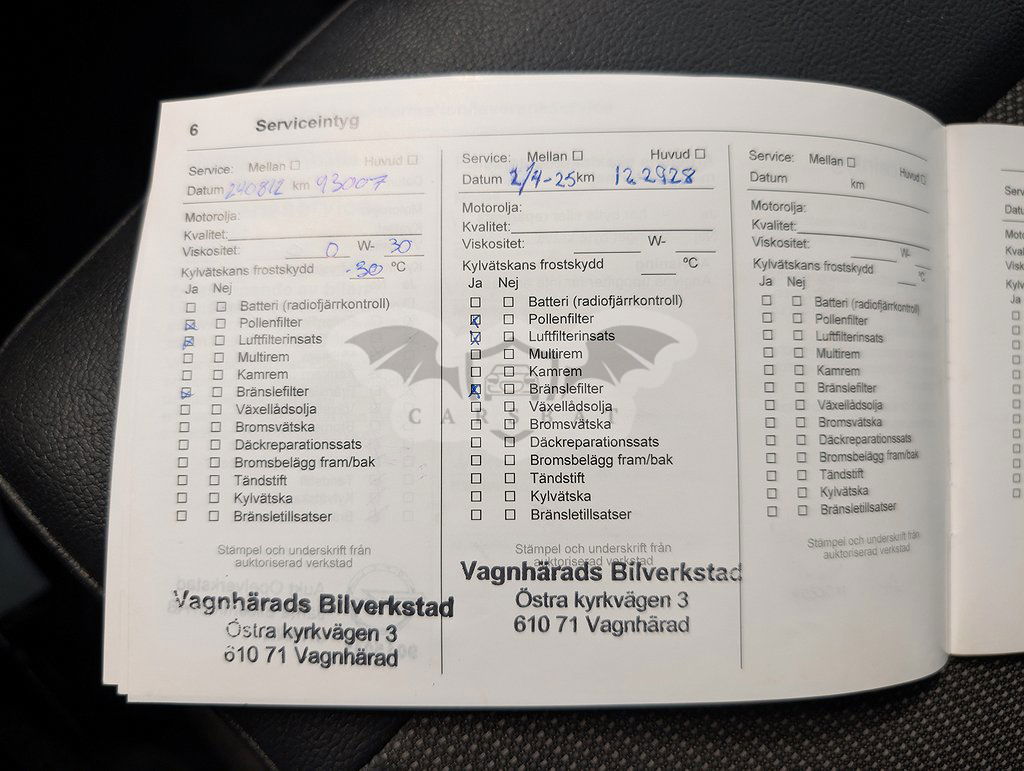 6 Serviceintyg
Service: Mellan ☐ Huvud ☐
Datum 240812 km 93007
Motorolja:
Kvalitet:
Viskositet: 0 W- 30
Kylvätskans frostskydd -30 °C
Ja Nej
☐ ☐ Batteri (radiofjärrkontroll)
☒ ☐ Pollenfilter
☒ ☐ Luftfilterinsats
☐ ☐ Multirem
☐ ☐ Kamrem
☒ ☐ Bränslefilter
☐ ☐ Växellådsolja
☐ ☐ Bromsvätska
☐ ☐ Däckreparationssats
☐ ☐ Bromsbelägg fram/bak
☐ ☐ Tändstift
☐ ☐ Kylvätska
☐ ☐ Bränsletillsatser
Stämpel och underskrift från
auktoriserad verkstad
Vagnhärads Bilverkstad
Östra kyrkvägen 3
610 71 Vagnhärad
Service: Mellan ☐ Huvud ☐
Datum 2/4-25 km 122928
Motorolja:
Kvalitet:
Viskositet: W-
Kylvätskans frostskydd °C
Ja Nej
☐ ☐ Batteri (radiofjärrkontroll)
☒ ☐ Pollenfilter
☒ ☐ Luftfilterinsats
☐ ☐ Multirem
☐ ☐ Kamrem
☒ ☐ Bränslefilter
☐ ☐ Växellådsolja
☐ ☐ Bromsvätska
☐ ☐ Däckreparationssats
☐ ☐ Bromsbelägg fram/bak
☐ ☐ Tändstift
☐ ☐ Kylvätska
☐ ☐ Bränsletillsatser
Stämpel och underskrift från
auktoriserad verkstad
Vagnhärads Bilverkstad
Östra kyrkvägen 3
610 71 Vagnhärad
Service: Mellan ☐ Huvud ☐
Datum km
Motorolja:
Kvalitet:
Viskositet: W-
Kylvätskans frostskydd °C
Ja Nej
☐ ☐ Batteri (radiofjärrkontroll)
☐ ☐ Pollenfilter
☐ ☐ Luftfilterinsats
☐ ☐ Multirem
☐ ☐ Kamrem
☐ ☐ Bränslefilter
☐ ☐ Växellådsolja
☐ ☐ Bromsvätska
☐ ☐ Däckreparationssats
☐ ☐ Bromsbelägg fram/bak
☐ ☐ Tändstift
☐ ☐ Kylvätska
☐ ☐ Bränsletillsatser
Stämpel och underskrift från
auktoriserad verkstad
CARSBAT